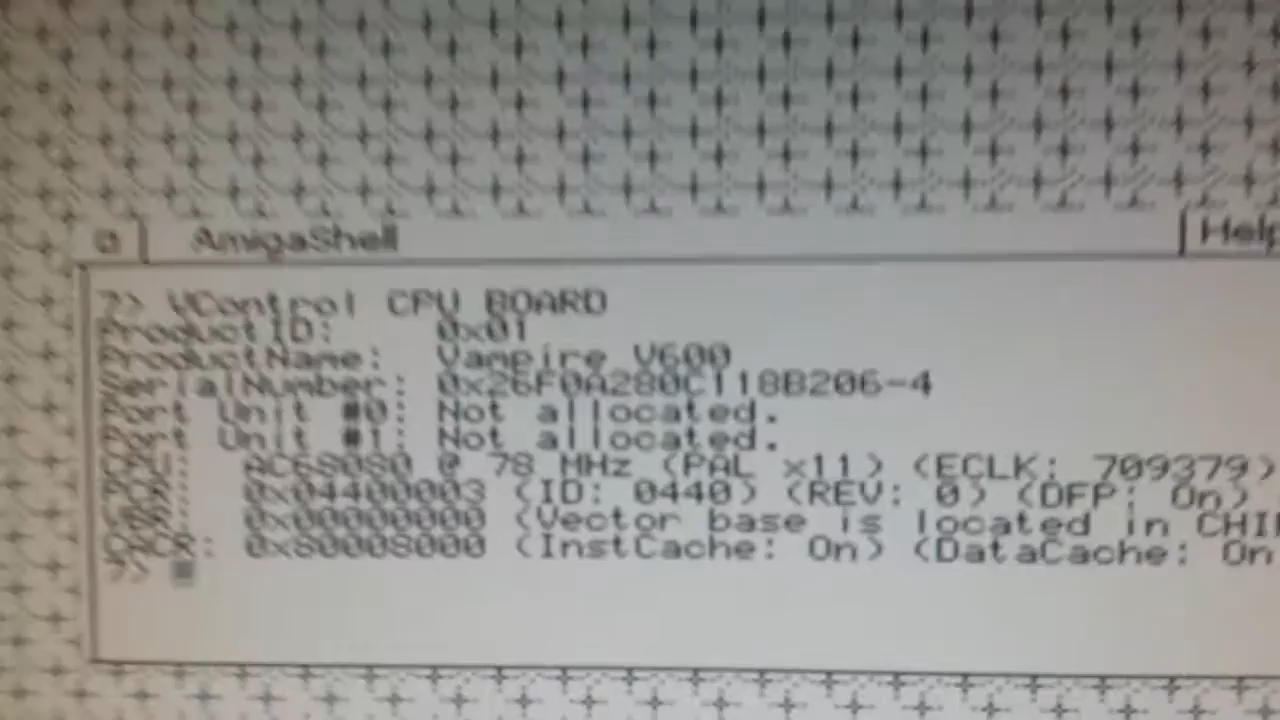 AmigaShell
Help
7> VControl CPU BOARD
ProductID: 0x01
ProductName: Vampire V600
SerialNumber: 0x26F0A280C118B206-4
Port Unit #0: Not allocated.
Port Unit #1: Not allocated.
AC68080 @ 78 MHz (PAL x11) (ECLK: 709379)
0x04400003 (ID: 0440) (REV: 0) (DFP: On)
0x00000000 (Vector base is located in CHI
CACR: 0x80008000 (InstCache: On) (DataCache: On
7>